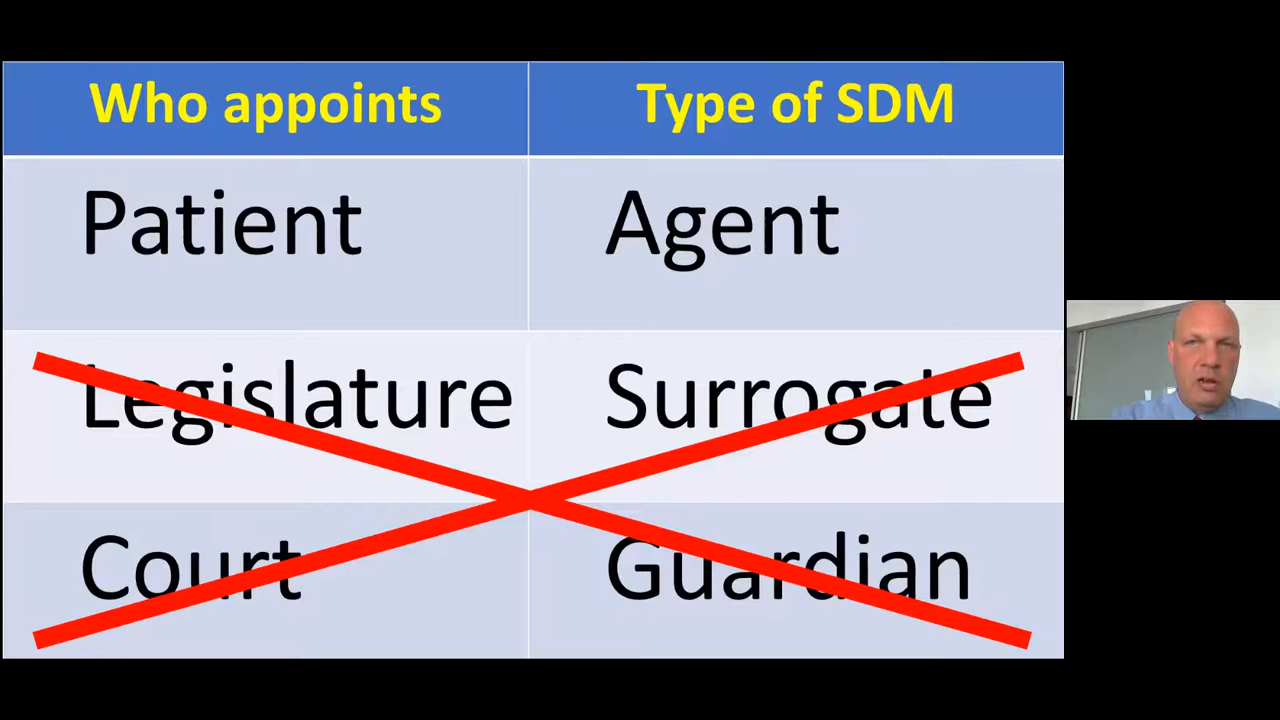 Who appoints Type of SDM
Patient Agent
Legislature Surrogate
Court Guardian